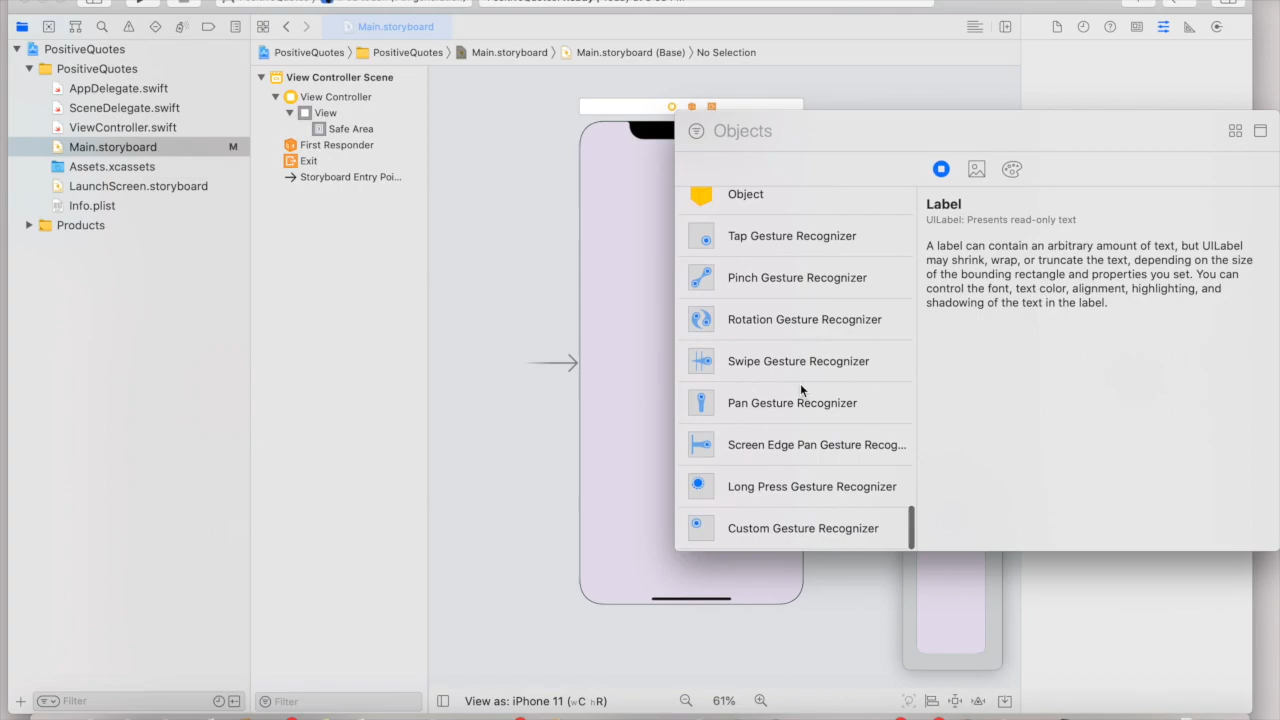 Main.storyboard
PositiveQuotes
PositiveQuotes
AppDelegate.swift
SceneDelegate.swift
ViewController.swift
Main.storyboard M
Assets.xcassets
LaunchScreen.storyboard
Info.plist
Products
PositiveQuotes PositiveQuotes Main.storyboard Main.storyboard (Base) No Selection
View Controller Scene
View Controller
View
Safe Area
First Responder
Exit
Storyboard Entry Poi...
Objects
Object
Tap Gesture Recognizer
Pinch Gesture Recognizer
Rotation Gesture Recognizer
Swipe Gesture Recognizer
Pan Gesture Recognizer
Screen Edge Pan Gesture Recog...
Long Press Gesture Recognizer
Custom Gesture Recognizer
Label
UILabel: Presents read-only text
A label can contain an arbitrary amount of text, but UILabel
may shrink, wrap, or truncate the text, depending on the size
of the bounding rectangle and properties you set. You can
control the font, text color, alignment, highlighting, and
shadowing of the text in the label.
Filter
Filter
View as: iPhone 11 (wC hR)
61%